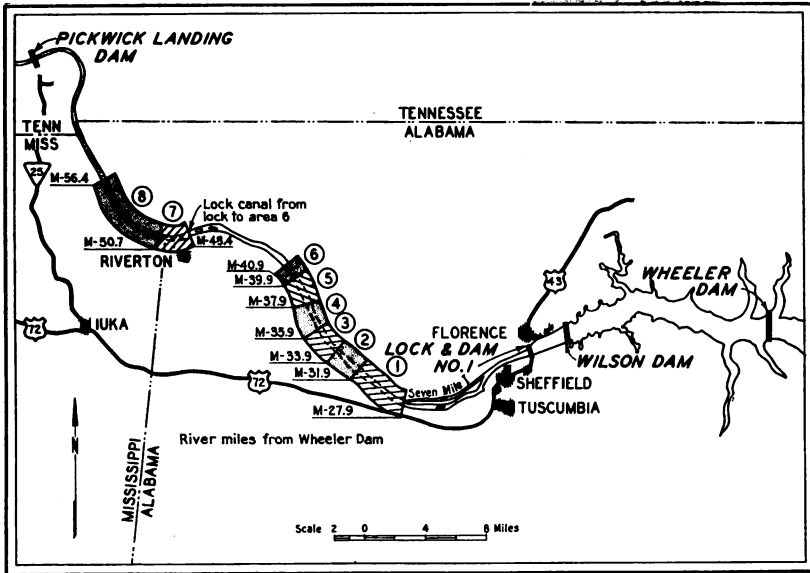 PICKWICK LANDING
DAM
TENNESSEE
ALABAMA
TENN
MISS
25
M-56.4
8
7
Lock canal from
lock to area 6
M-50.7
M-45.4
RIVERTON
M-40.9
6
M-39.9
5
M-37.9
4
3
M-35.9
2
M-33.9
1
M-31.9
M-27.9
72
IUKA
72
43
WHEELER
DAM
FLORENCE
LOCK & DAM
NO. 1
WILSON DAM
Seven Mile
SHEFFIELD
TUSCUMBIA
River miles from Wheeler Dam
N
MISSISSIPPI
ALABAMA
Scale 2 0 4 8 Miles